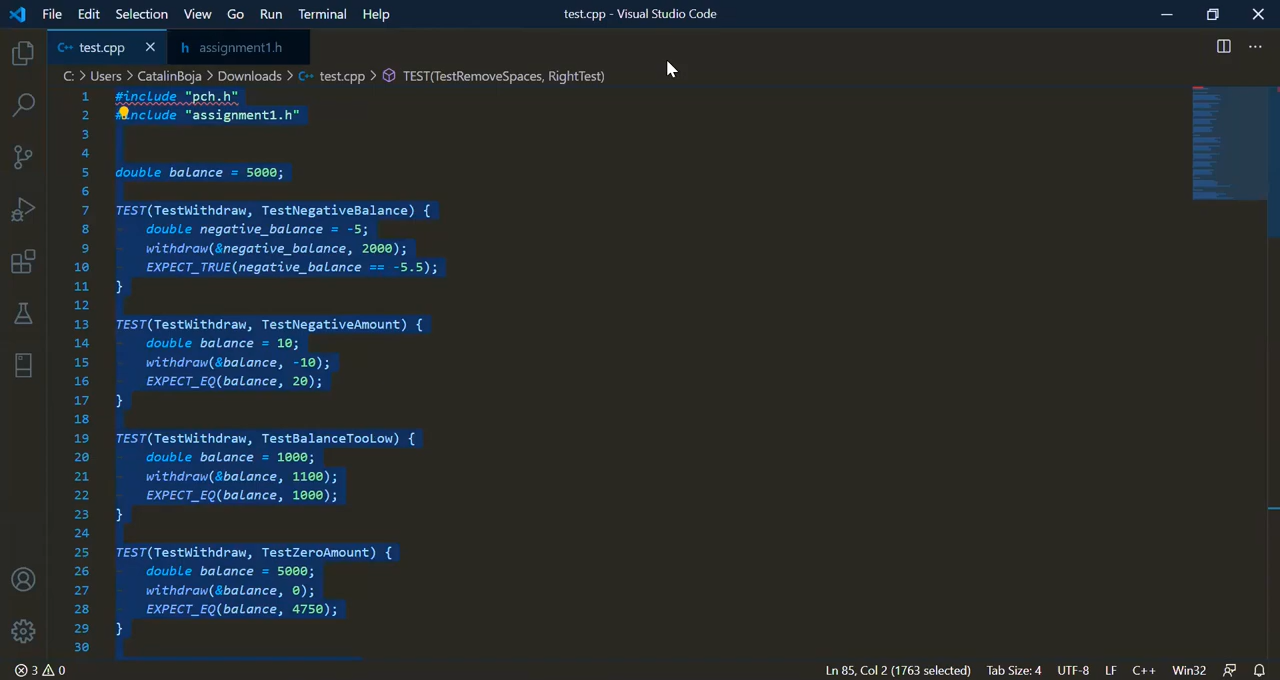 File Edit Selection View Go Run Terminal Help test.cpp - Visual Studio Code
C++ test.cpp h assignment1.h
C: > Users > CatalinBoja > Downloads > C++ test.cpp > TEST(TestRemoveSpaces, RightTest)
1 #include "pch.h"
2 #include "assignment1.h"
3
4
5 double balance = 5000;
6
7 TEST(TestWithdraw, TestNegativeBalance) {
8 double negative_balance = -5;
9 withdraw(&negative_balance, 2000);
10 EXPECT_TRUE(negative_balance == -5.5);
11 }
12
13 TEST(TestWithdraw, TestNegativeAmount) {
14 double balance = 10;
15 withdraw(&balance, -10);
16 EXPECT_EQ(balance, 20);
17 }
18
19 TEST(TestWithdraw, TestBalanceTooLow) {
20 double balance = 1000;
21 withdraw(&balance, 1100);
22 EXPECT_EQ(balance, 1000);
23 }
24
25 TEST(TestWithdraw, TestZeroAmount) {
26 double balance = 5000;
27 withdraw(&balance, 0);
28 EXPECT_EQ(balance, 4750);
29 }
30
3 0 Ln 85, Col 2 (1763 selected) Tab Size: 4 UTF-8 LF C++ Win32